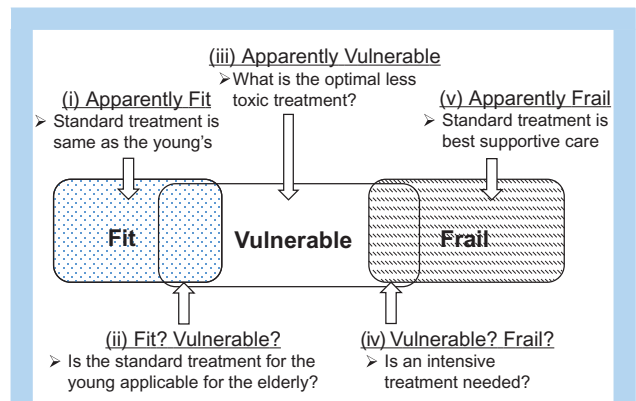 (iii) Apparently Vulnerable
➢ What is the optimal less
toxic treatment?
(i) Apparently Fit
➢ Standard treatment is
same as the young's
(v) Apparently Frail
➢ Standard treatment is
best supportive care
Fit
Vulnerable
Frail
(ii) Fit? Vulnerable?
➢ Is the standard treatment for the
young applicable for the elderly?
(iv) Vulnerable? Frail?
➢ Is an intensive
treatment needed?